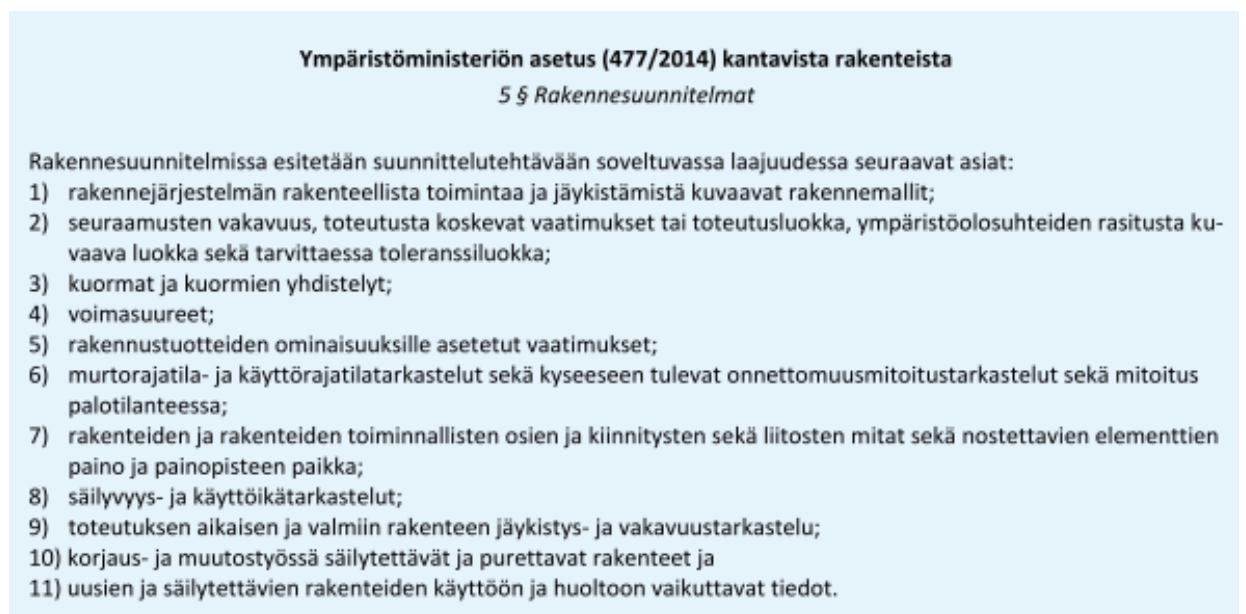 Ympäristöministeriön asetus (477/2014) kantavista rakenteista
5 § Rakennesuunnitelmat
Rakennesuunnitelmissa esitetään suunnittelutehtävään soveltuvassa laajuudessa seuraavat asiat:
1) rakennejärjestelmän rakenteellista toimintaa ja jäykistämistä kuvaavat rakennemallit;
2) seuraamusten vakavuus, toteutusta koskevat vaatimukset tai toteutusluokka, ympäristöolosuhteiden rasitusta ku-
vaava luokka sekä tarvittaessa toleranssiluokka;
3) kuormat ja kuormien yhdistelyt;
4) voimasuureet;
5) rakennustuotteiden ominaisuuksille asetetut vaatimukset;
6) murtorajatila- ja käyttörajatilatarkastelut sekä kyseeseen tulevat onnettomuusmitoitustarkastelut sekä mitoitus
palotilanteessa;
7) rakenteiden ja rakenteiden toiminnallisten osien ja kiinnitysten sekä liitosten mitat sekä nostettavien elementtien
paino ja painopisteen paikka;
8) säilyvyys- ja käyttöikätarkastelut;
9) toteutuksen aikaisen ja valmiin rakenteen jäykistys- ja vakavuustarkastelu;
10) korjaus- ja muutostyössä säilytettävät ja purettavat rakenteet ja
11) uusien ja säilytettävien rakenteiden käyttöön ja huoltoon vaikuttavat tiedot.